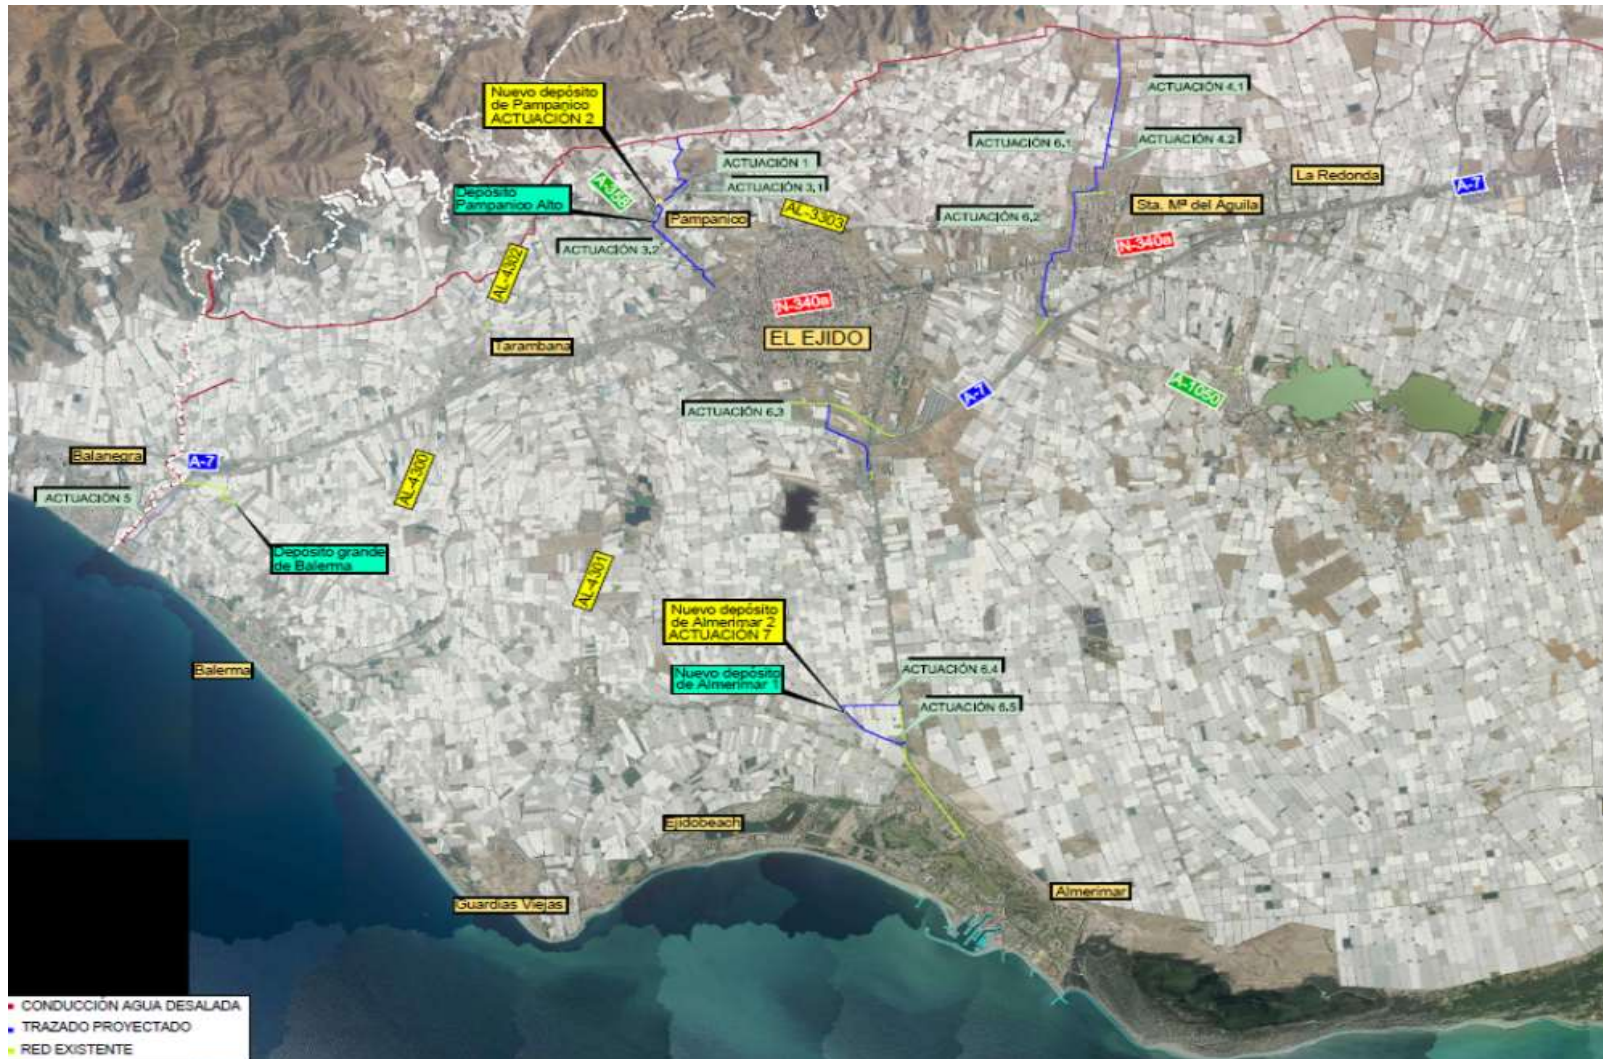 Nuevo depósito
de Pampanico
ACTUACIÓN 2
ACTUACIÓN 4.1
ACTUACIÓN 6.1
ACTUACIÓN 4.2
ACTUACIÓN 1
ACTUACIÓN 3.1
La Redonda
A-7
A-358
Depósito
Pampanico Alto
Pampanico
AL-3303
ACTUACIÓN 6.2
Sta. Mª del Aguila
N-340a
ACTUACIÓN 3.2
AL-4302
N-340a
EL EJIDO
Tarambana
A-7
A-1050
ACTUACIÓN 6.3
Balanegra
A-7
AL-4300
ACTUACIÓN 5
Depósito grande
de Balerma
AL-4301
Nuevo depósito
de Almerimar 2
ACTUACIÓN 7
Balerma
Nuevo depósito
de Almerimar 1
ACTUACIÓN 6.4
ACTUACIÓN 6.5
Ejidobeach
Guardias Viejas
Almerimar
CONDUCCIÓN AGUA DESALADA
TRAZADO PROYECTADO
RED EXISTENTE